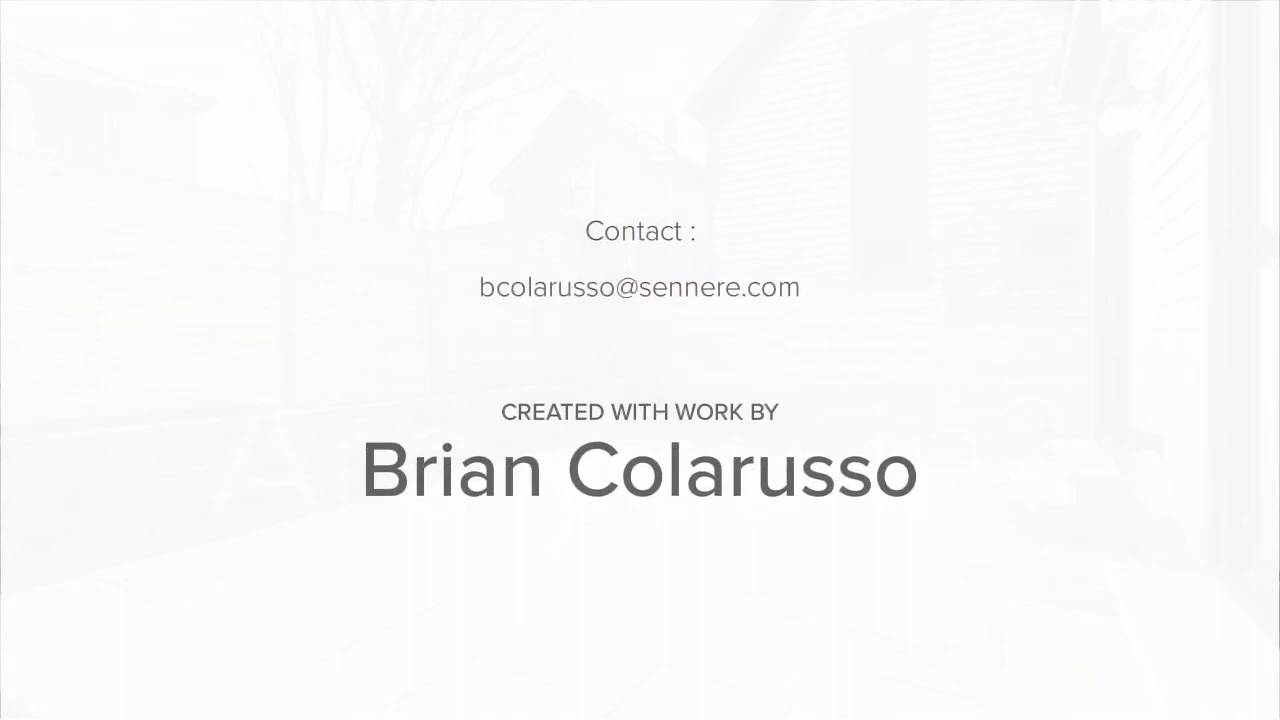 Contact :
bcolarusso@sennere.com
CREATED WITH WORK BY
Brian Colarusso